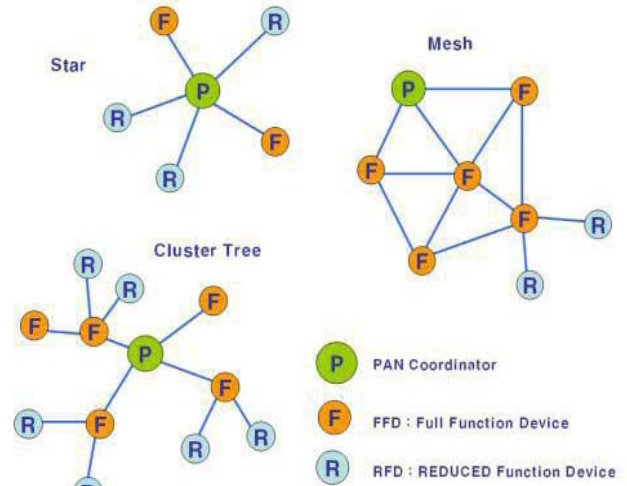 Star
F
R
P
R
F
R
Mesh
P
F
F
F
F
F
R
R
Cluster Tree
R
R
F
F
F
P
F
R
F
R
R
P PAN Coordinator
F FFD : Full Function Device
R RFD : REDUCED Function Device